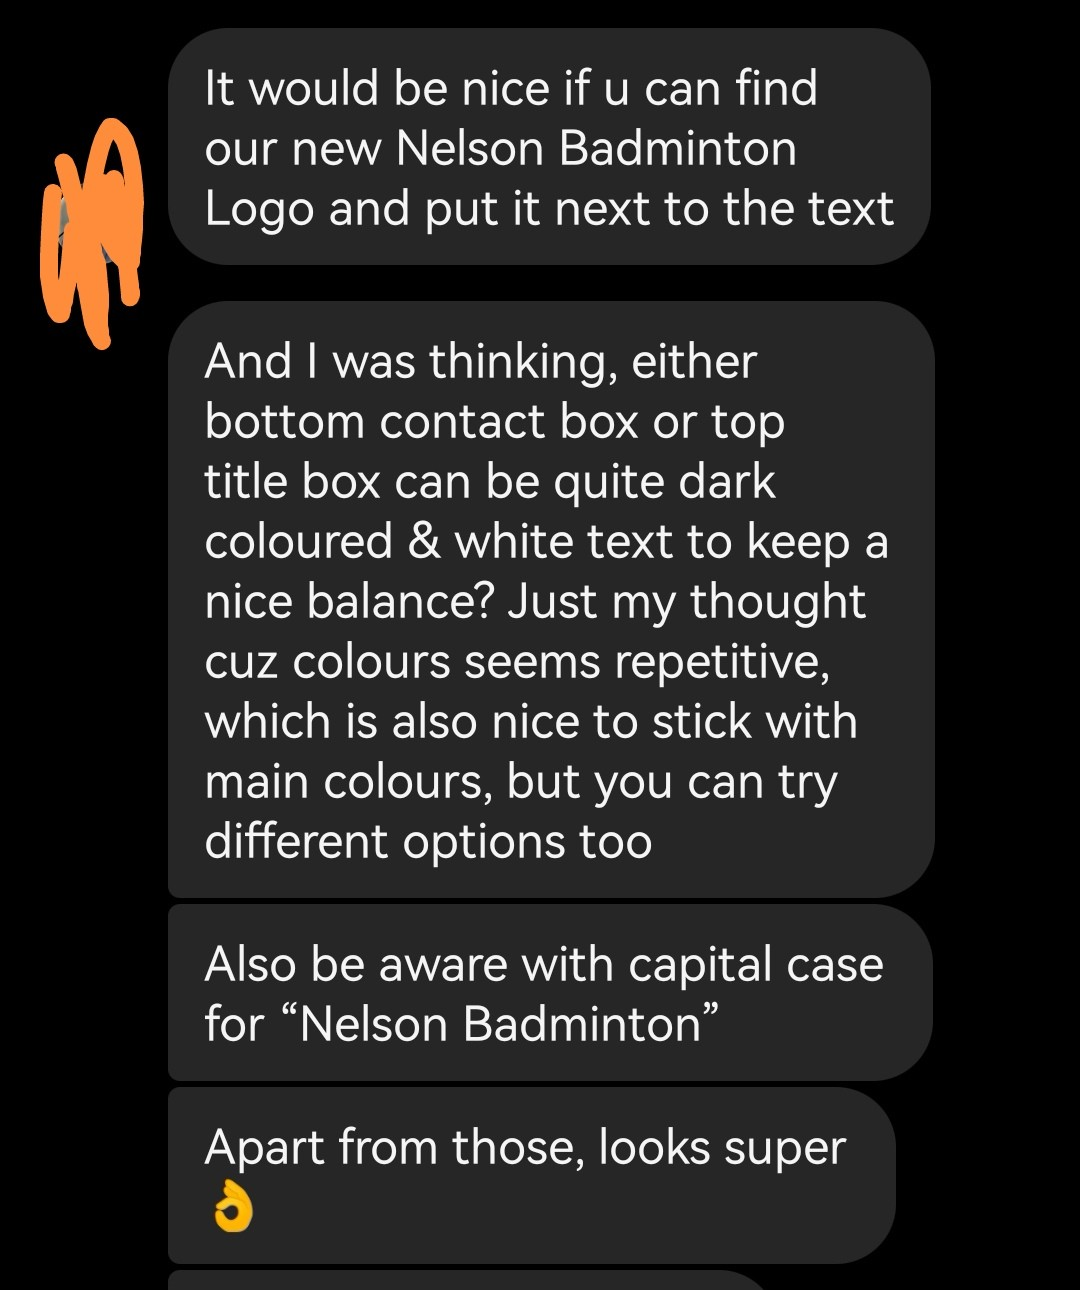 It would be nice if u can find
our new Nelson Badminton
Logo and put it next to the text
And I was thinking, either
bottom contact box or top
title box can be quite dark
coloured & white text to keep a
nice balance? Just my thought
cuz colours seems repetitive,
which is also nice to stick with
main colours, but you can try
different options too
Also be aware with capital case
for “Nelson Badminton”
Apart from those, looks super
👌